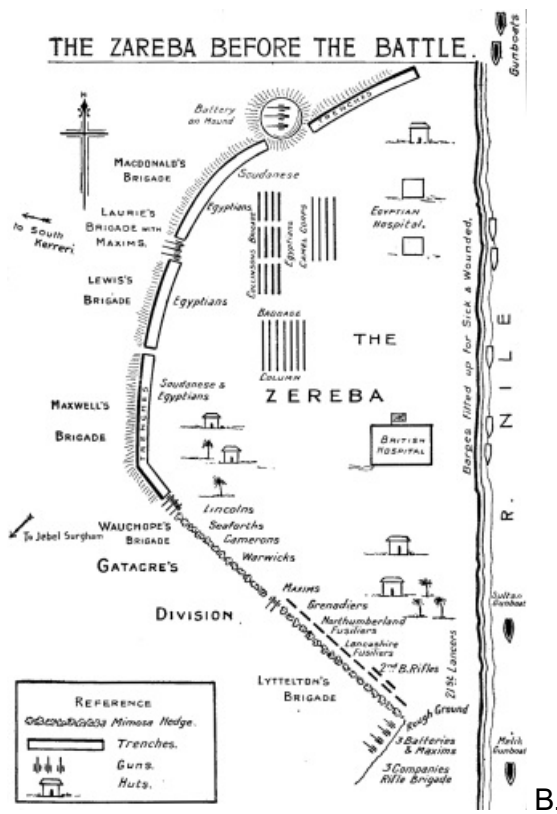 THE ZAREBA BEFORE THE BATTLE.
Gunboats
N
Battery
on Mound
TRENCHES
MACDONALD'S
BRIGADE
Soudanese
LAURIE'S
BRIGADE WITH
MAXIMS.
to South
Kerreri
Egyptians
COLLINSON'S BRIGADE
Egyptians
CAMEL CORPS
EGYPTIAN
HOSPITAL.
LEWIS'S
BRIGADE
Egyptians
BAGGAGE
COLUMN
THE
ZEREBA
Barges fitted up for Sick & Wounded.
R. NILE
MAXWELL'S
BRIGADE
TRENCHES
Soudanese &
Egyptians
BRITISH
HOSPITAL
To Jebel Surgham
WAUCHOPE'S
BRIGADE
GATACRE'S
DIVISION
Lincolns
Seaforths
Camerons
Warwicks
MAXIMS
Grenadiers
Northumberland
Fusiliers
Lancashire
Fusiliers
2nd B. Rifles
21st Lancers
Sultan
Gunboat
LYTTELTON'S
BRIGADE
Rough Ground
3 Batteries
& Maxims
3 Companies
Rifle Brigade
Melik
Gunboat
REFERENCE
Mimosa Hedge.
Trenches.
Guns.
Huts.
B.